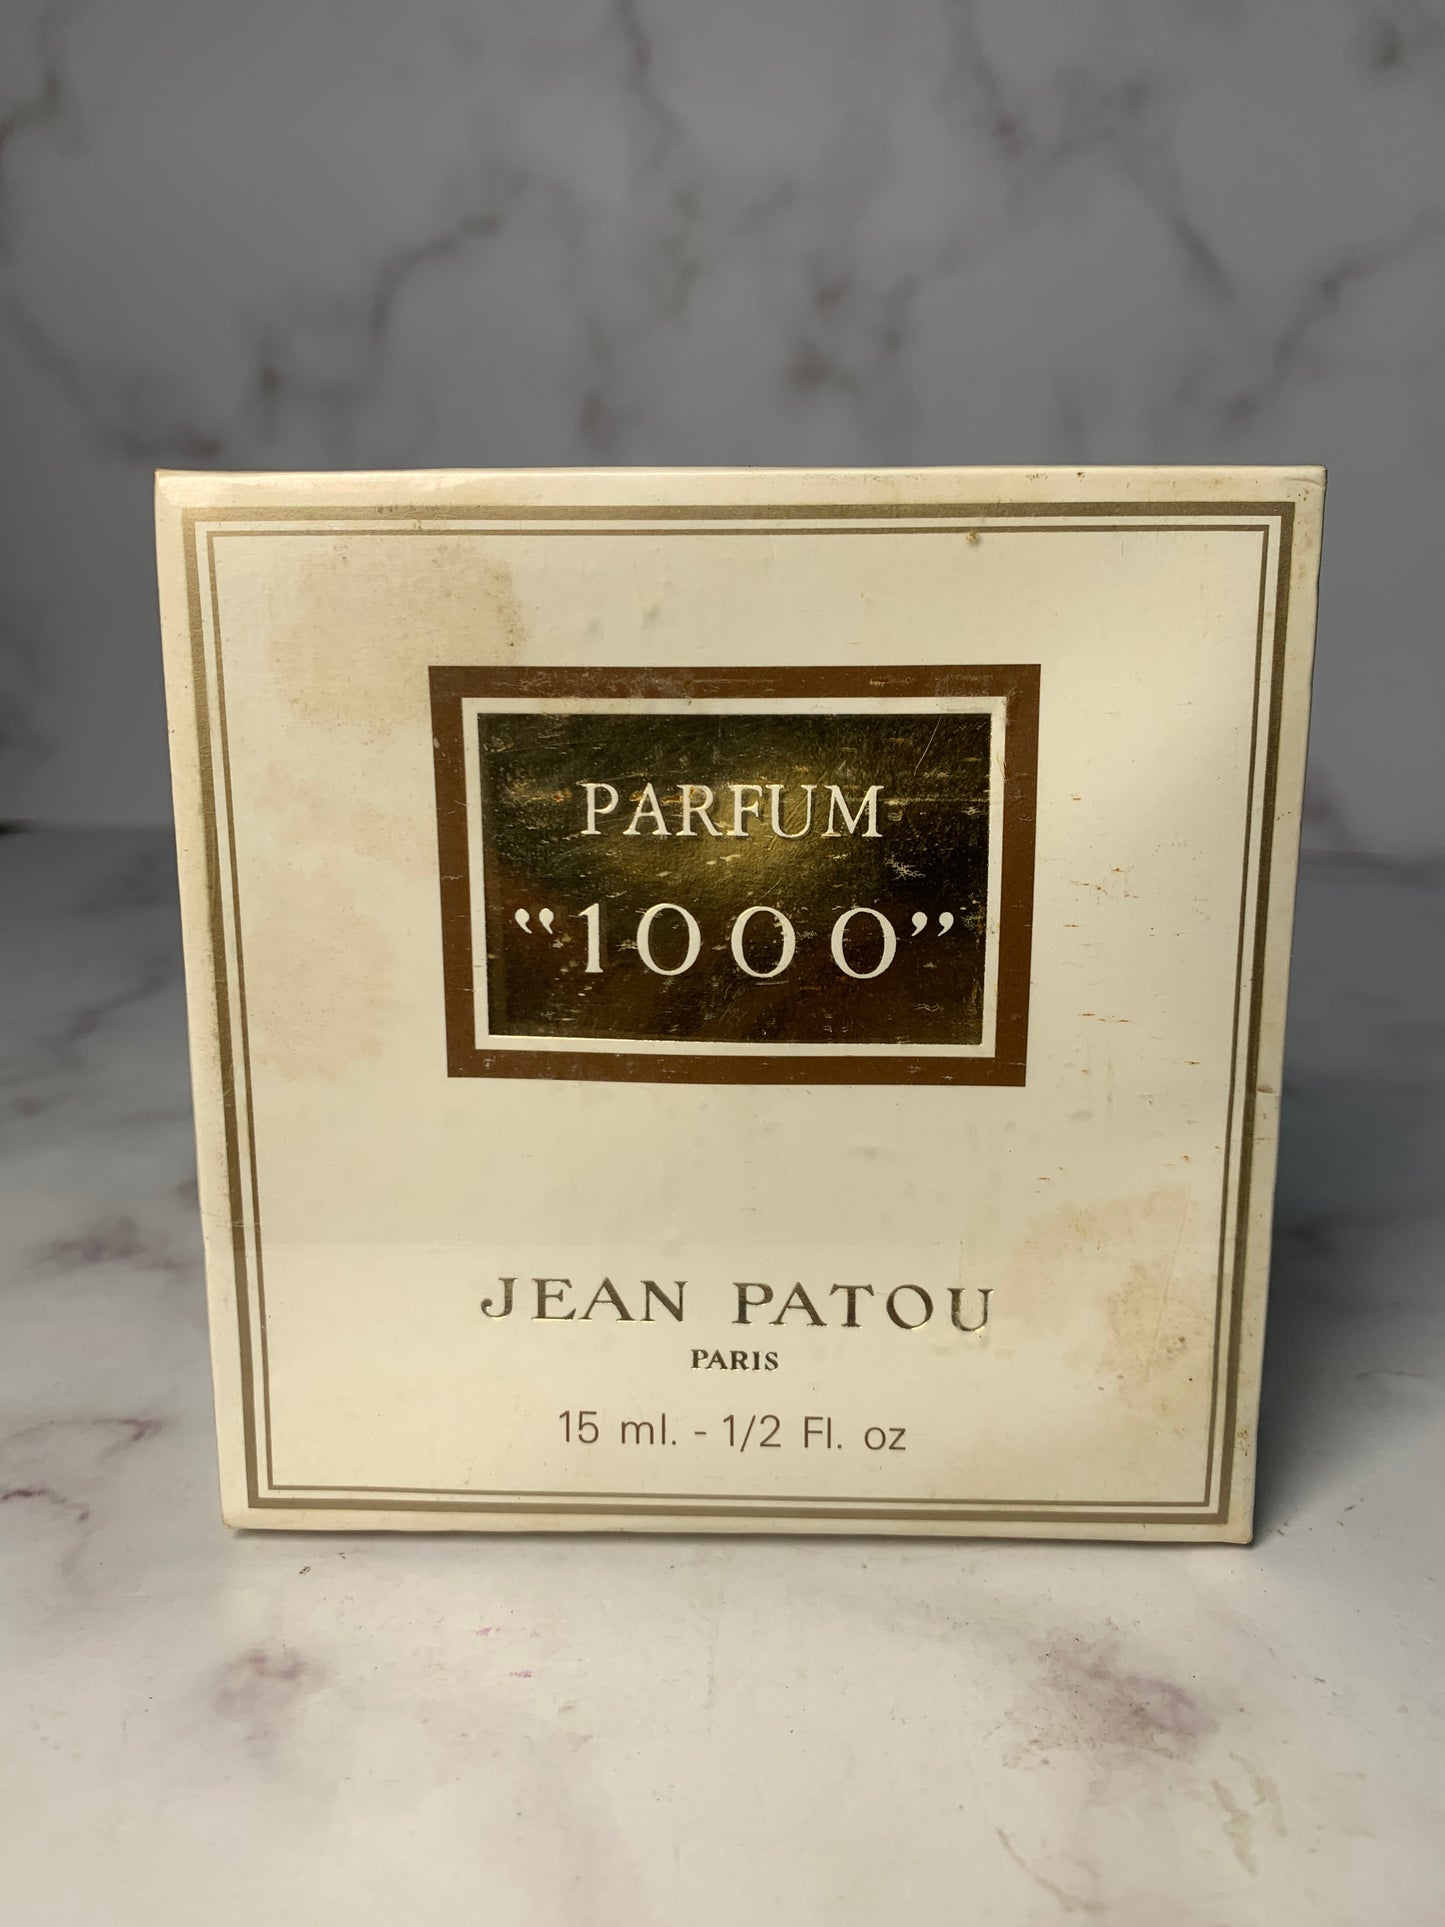 PARFUM
“1000”
JEAN PATOU
PARIS
15 ml. - 1/2 Fl. oz